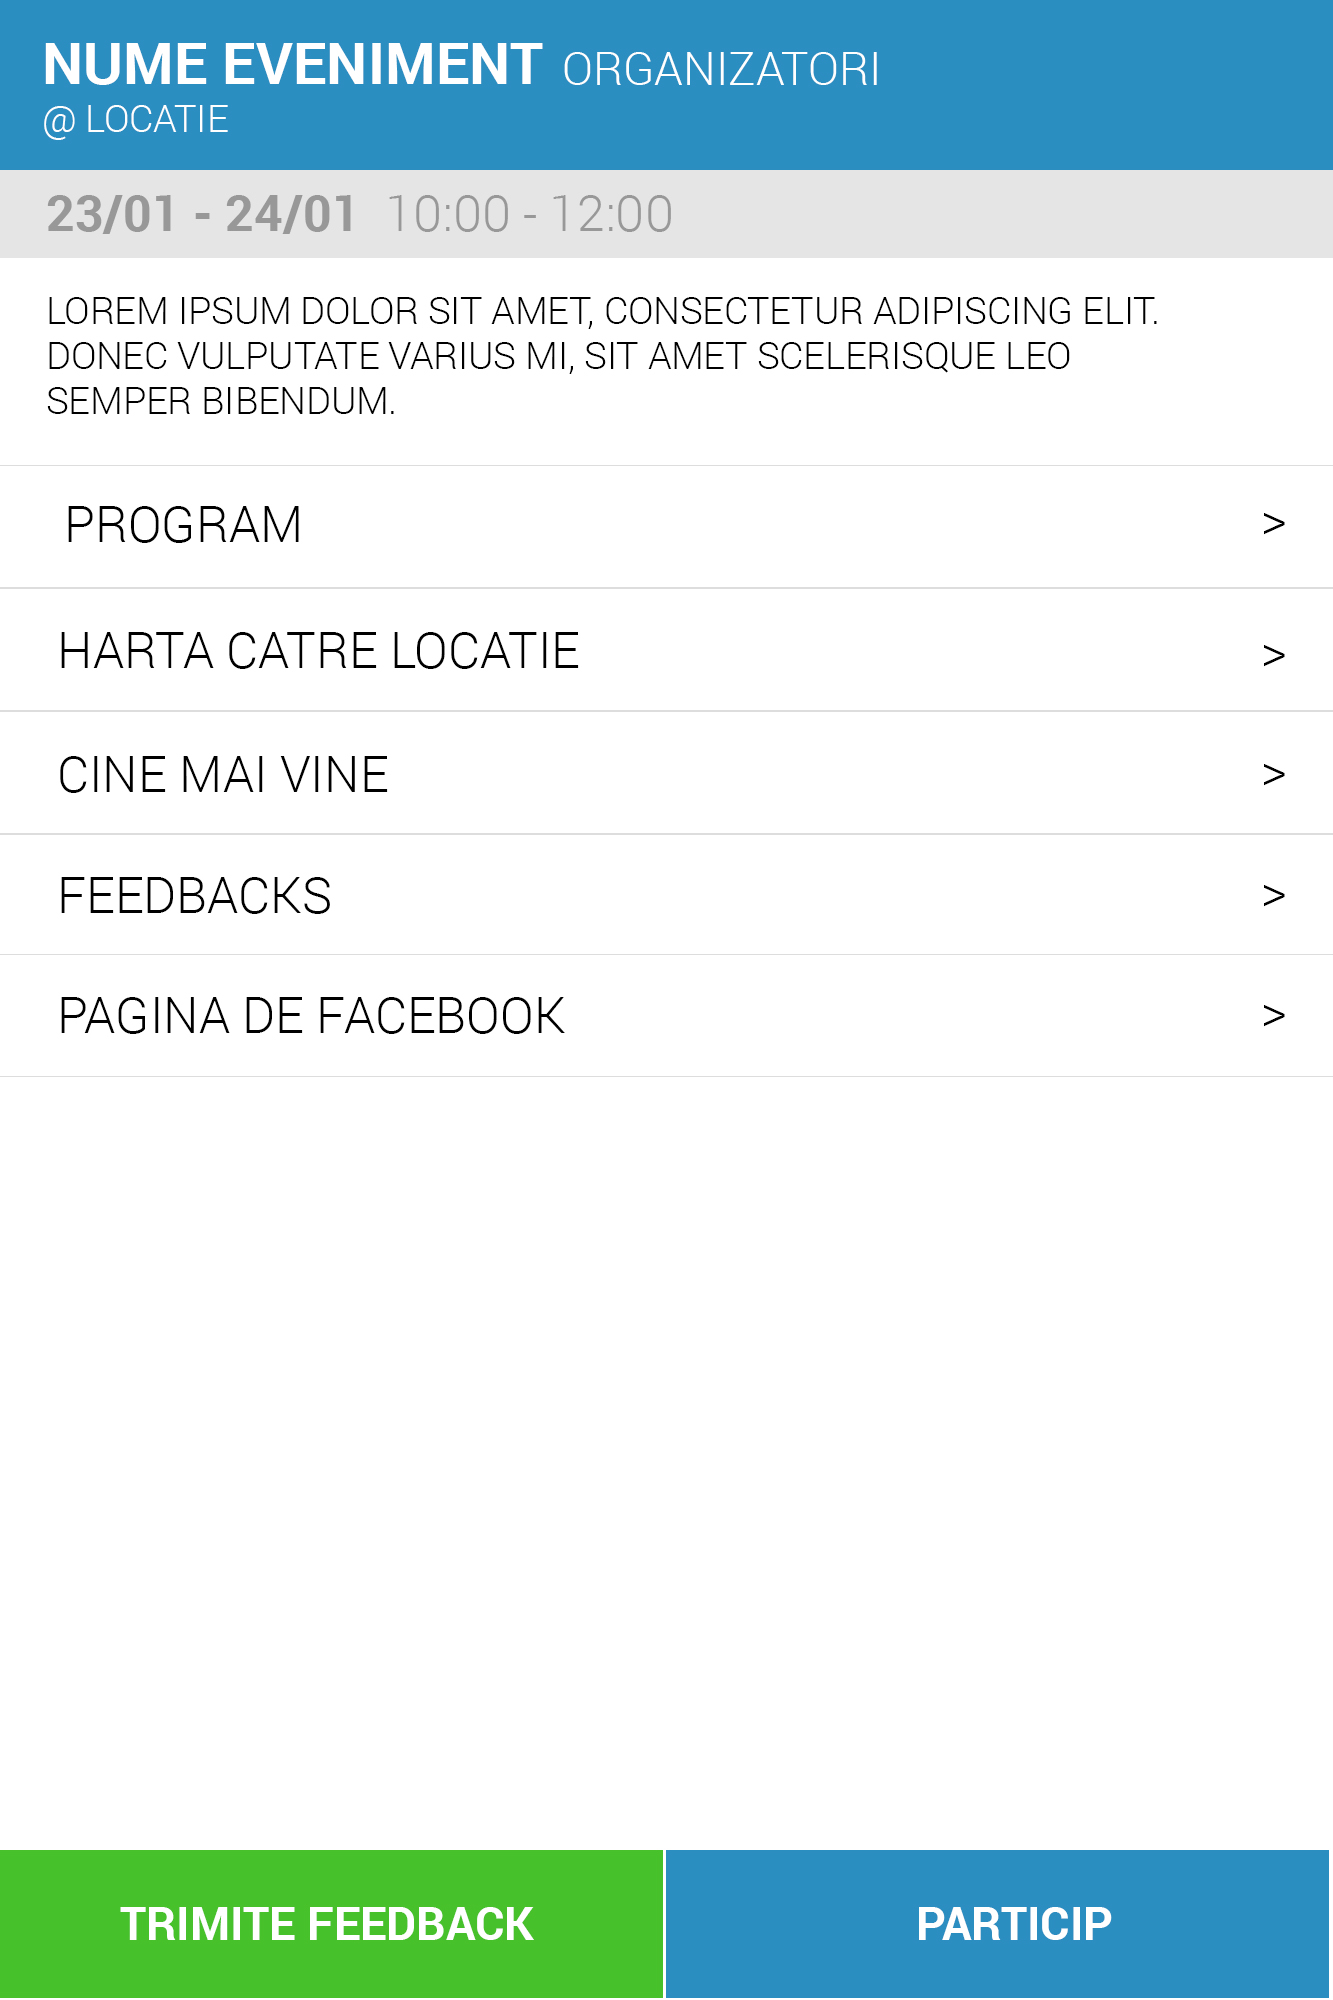 NUME EVENIMENT ORGANIZATORI
@ LOCATIE
23/01 - 24/01 10:00 - 12:00
LOREM IPSUM DOLOR SIT AMET, CONSECTETUR ADIPISCING ELIT.
DONEC VULPUTATE VARIUS MI, SIT AMET SCELERISQUE LEO
SEMPER BIBENDUM.
PROGRAM >
HARTA CATRE LOCATIE >
CINE MAI VINE >
FEEDBACKS >
PAGINA DE FACEBOOK >
TRIMITE FEEDBACK PARTICIP